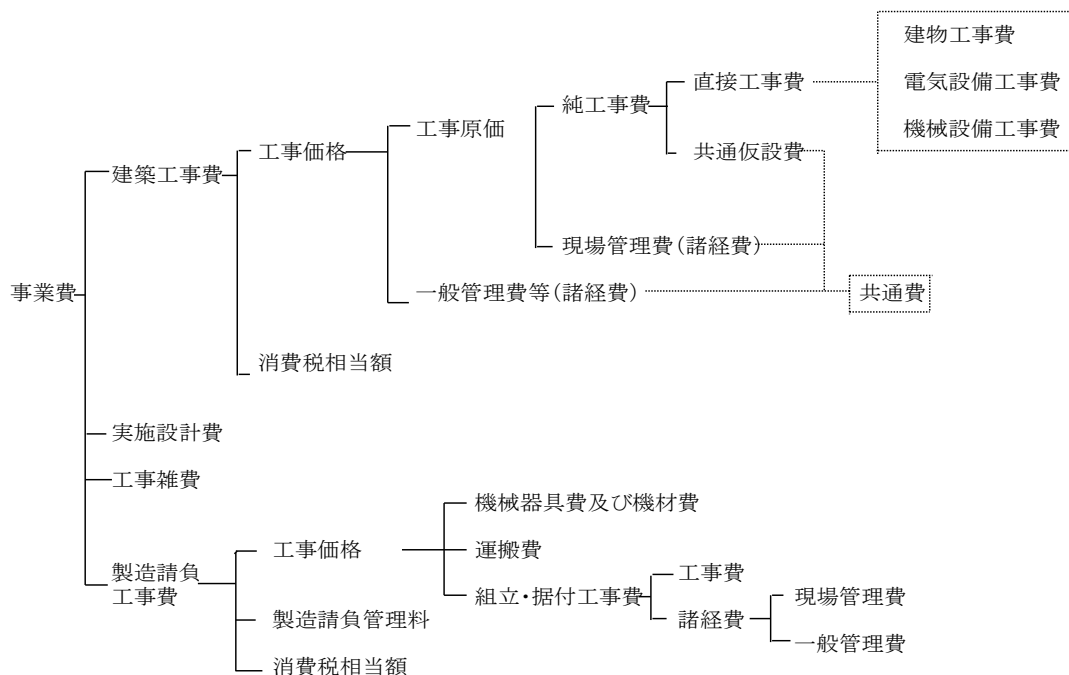 建物工事費
直接工事費
電気設備工事費
純工事費
機械設備工事費
工事原価
工事価格
共通仮設費
建築工事費
現場管理費(諸経費)
事業費
一般管理費等(諸経費)
共通費
消費税相当額
実施設計費
工事雑費
機械器具費及び機材費
工事価格
運搬費
製造請負
工事費
組立・据付工事費
工事費
現場管理費
製造請負管理料
諸経費
一般管理費
消費税相当額